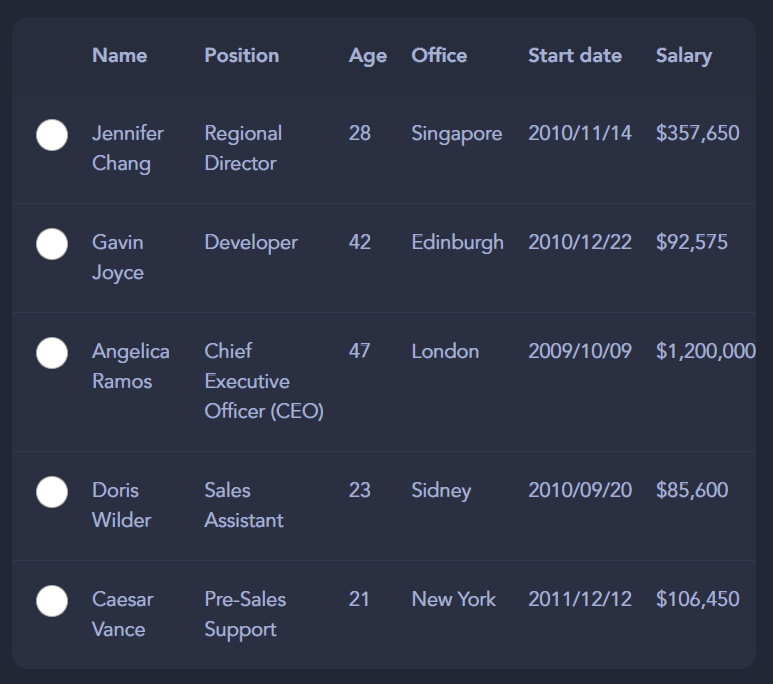 Name Position Age Office Start date Salary
Jennifer Regional 28 Singapore 2010/11/14 $357,650
Chang Director
Gavin Developer 42 Edinburgh 2010/12/22 $92,575
Joyce
Angelica Chief 47 London 2009/10/09 $1,200,000
Ramos Executive
Officer (CEO)
Doris Sales 23 Sidney 2010/09/20 $85,600
Wilder Assistant
Caesar Pre-Sales 21 New York 2011/12/12 $106,450
Vance Support